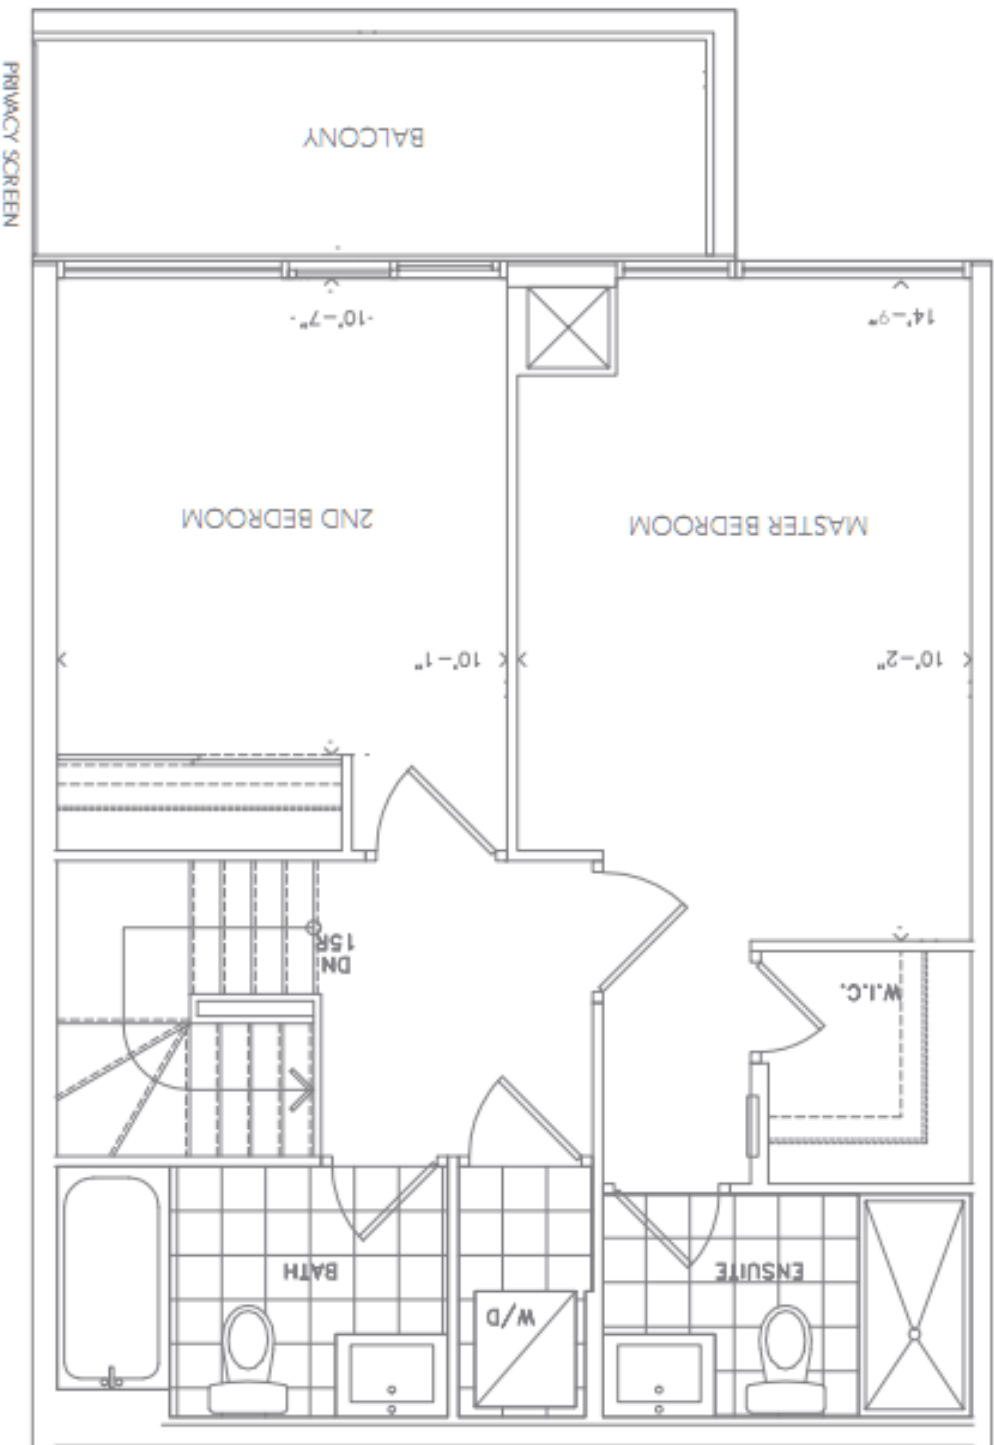 PRIVACY SCREEN
BALCONY
10'-7"
14'-9"
2ND BEDROOM
MASTER BEDROOM
10'-1"
10'-2"
DN
15R
W.I.C.
BATH
W/D
ENSUITE